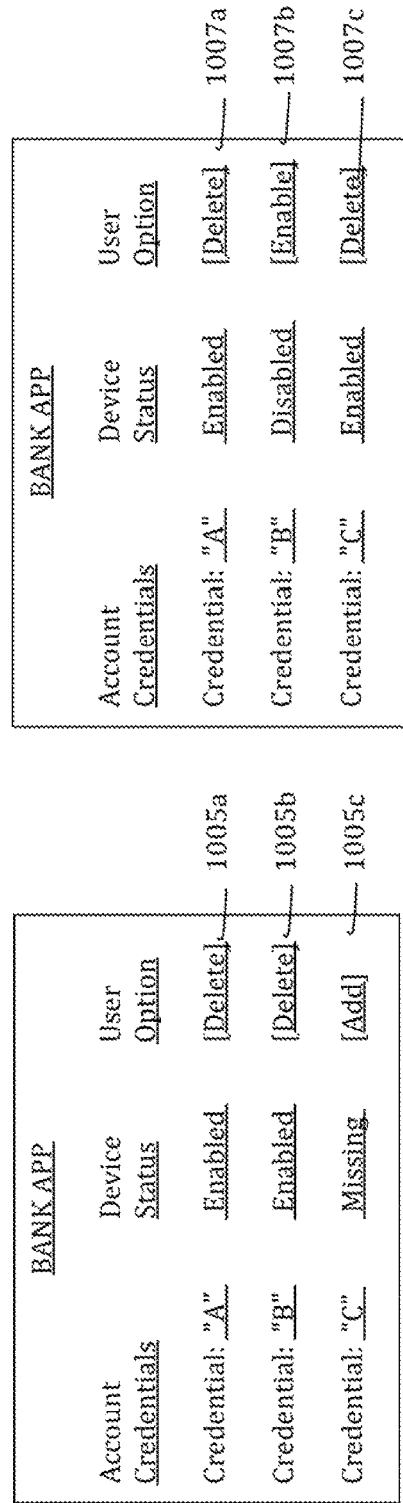 BANK APP
Account Device User
Credentials Status Option
Credential: "A" Enabled [Delete] 1005a
Credential: "B" Enabled [Delete] 1005b
Credential: "C" Missing [Add] 1005c
BANK APP
Account Device User
Credentials Status Option
Credential: "A" Enabled [Delete] 1007a
Credential: "B" Disabled [Enable] 1007b
Credential: "C" Enabled [Delete] 1007c